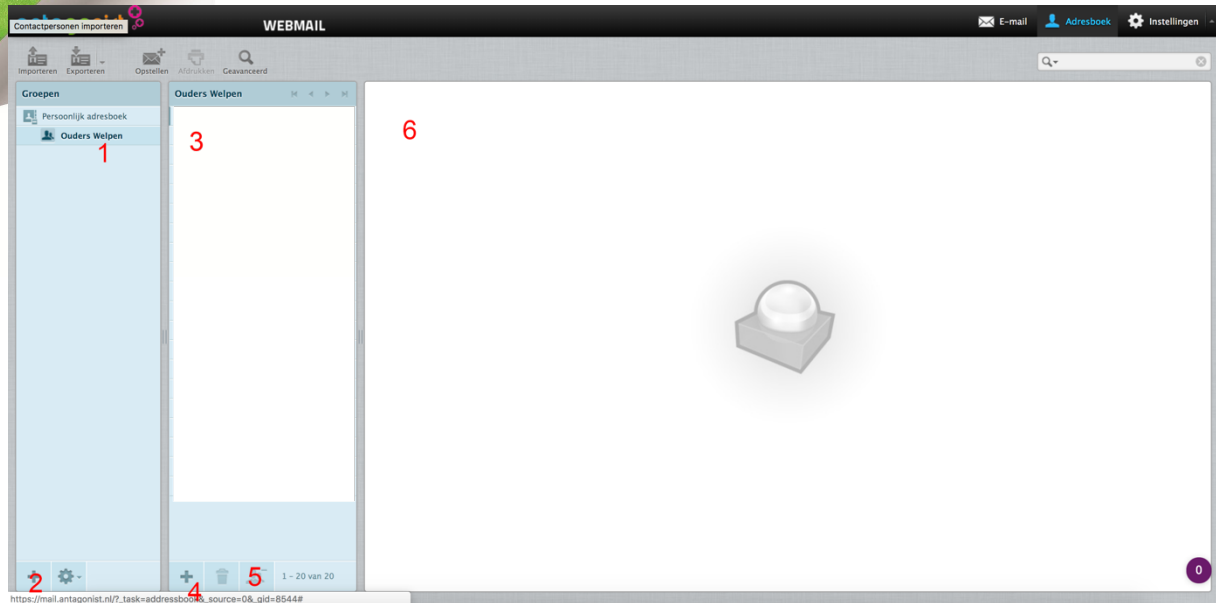 Contactpersonen importeren
WEBMAIL
E-mail
Adresboek
Instellingen
Importeren
Exporteren
Opstellen
Afdrukken
Geavanceerd
Groepen
Ouders Welpen
Persoonlijk adresboek
Ouders Welpen
1
3
6
2
4
5
1 – 20 van 20
0
https://mail.antagonist.nl/?_task=addressbook&_source=0&_gid=8544#